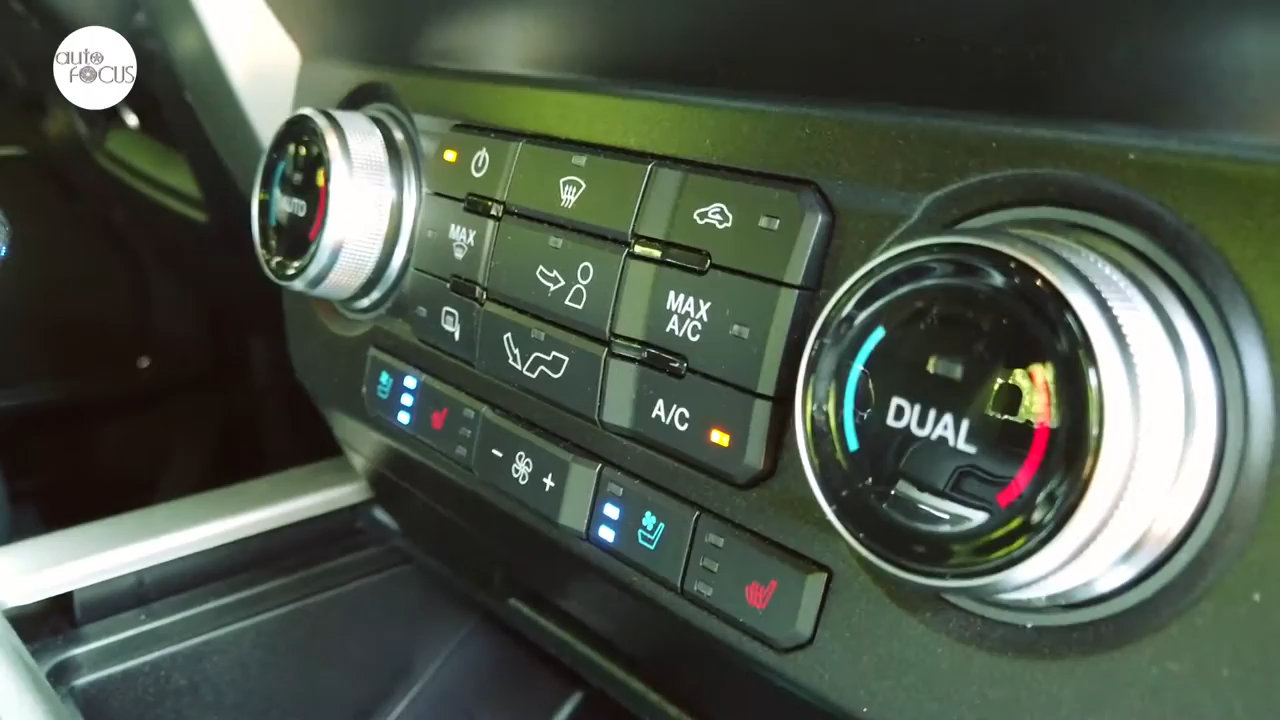 auto
FOCUS
AUTO
MAX
MAX
A/C
A/C
- +
DUAL